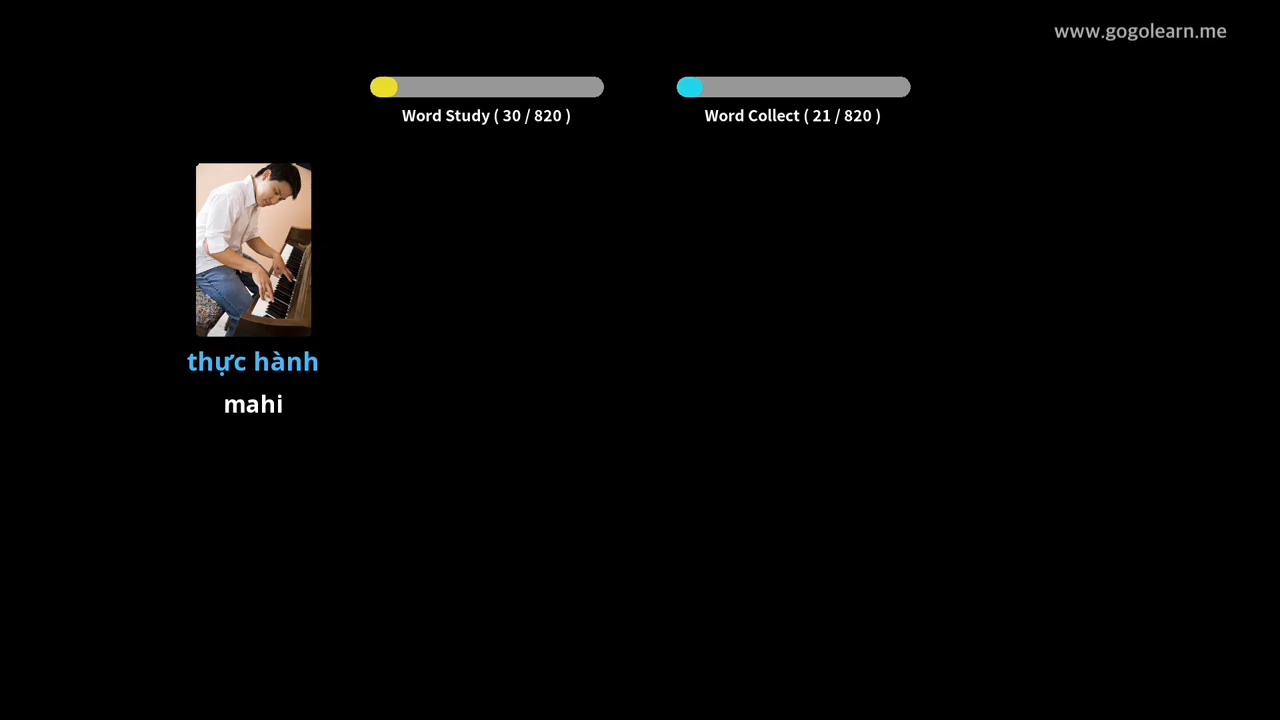 www.gogolearn.me
Word Study ( 30 / 820 )
Word Collect ( 21 / 820 )
thực hành
mahi